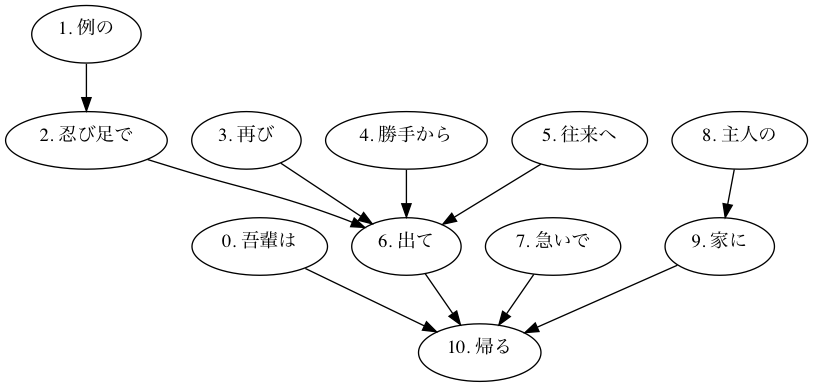 1. 例の
2. 忍び足で
3. 再び
4. 勝手から
5. 往来へ
8. 主人の
0. 吾輩は
6. 出て
7. 急いで
9. 家に
10. 帰る